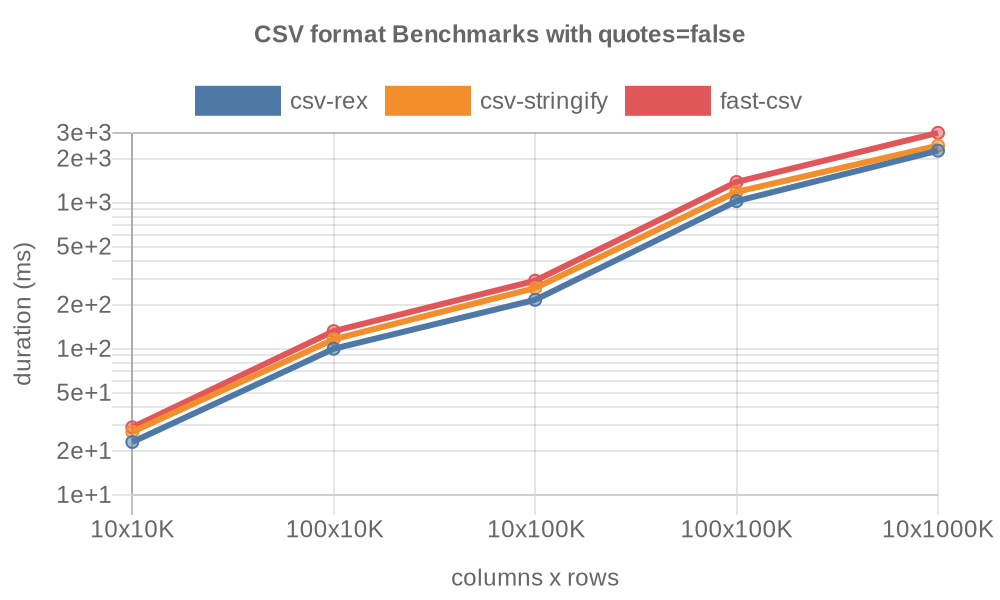 CSV format Benchmarks with quotes=false
csv-rex csv-stringify fast-csv
3e+3
2e+3
1e+3
5e+2
2e+2
1e+2
5e+1
2e+1
1e+1
duration (ms)
10x10K 100x10K 10x100K 100x100K 10x1000K
columns x rows